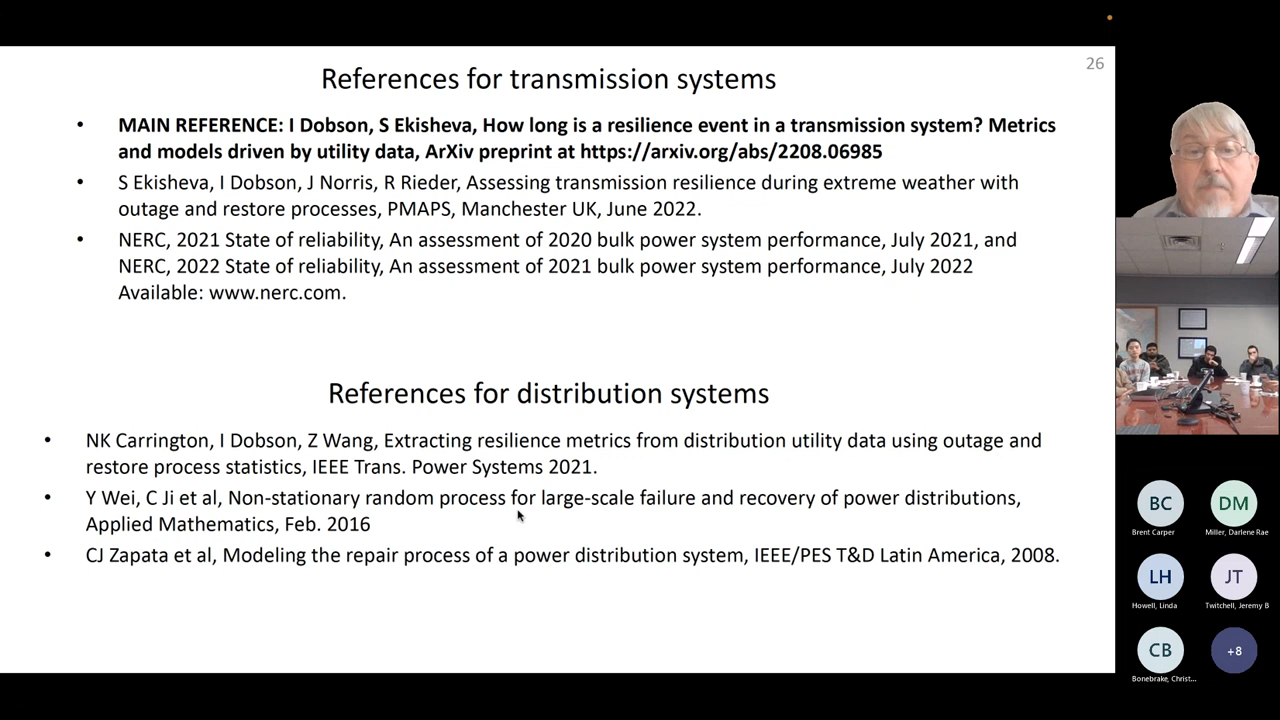 26
References for transmission systems
• MAIN REFERENCE: I Dobson, S Ekisheva, How long is a resilience event in a transmission system? Metrics
and models driven by utility data, ArXiv preprint at https://arxiv.org/abs/2208.06985
• S Ekisheva, I Dobson, J Norris, R Rieder, Assessing transmission resilience during extreme weather with
outage and restore processes, PMAPS, Manchester UK, June 2022.
• NERC, 2021 State of reliability, An assessment of 2020 bulk power system performance, July 2021, and
NERC, 2022 State of reliability, An assessment of 2021 bulk power system performance, July 2022
Available: www.nerc.com.
References for distribution systems
• NK Carrington, I Dobson, Z Wang, Extracting resilience metrics from distribution utility data using outage and
restore process statistics, IEEE Trans. Power Systems 2021.
• Y Wei, C Ji et al, Non-stationary random process for large-scale failure and recovery of power distributions,
Applied Mathematics, Feb. 2016
• CJ Zapata et al, Modeling the repair process of a power distribution system, IEEE/PES T&D Latin America, 2008.
BC
Brent Carper
DM
Miller, Darlene Rae
LH
Howell, Linda
JT
Twitchell, Jeremy B
CB
Bonebrake, Christ...
+8